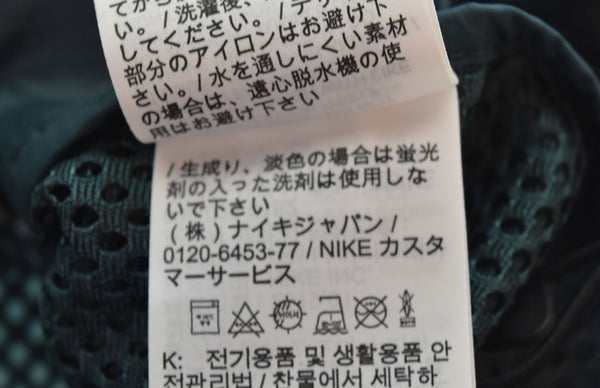 い。/洗濯後、
してください。/デ
部分のアイロンはお避け下
さい。/水を通しにくい素材
の場合は、遠心脱水機の使
用はお避け下さい
/ 生成り、淡色の場合は蛍光
剤の入った洗剤は使用しな
いで下さい
(株) ナイキジャパン /
0120-6453-77 / NIKE カスタ
マーサービス
K: 전기용품 및 생활용품 안
전관리법 / 찬물에서 세탁하